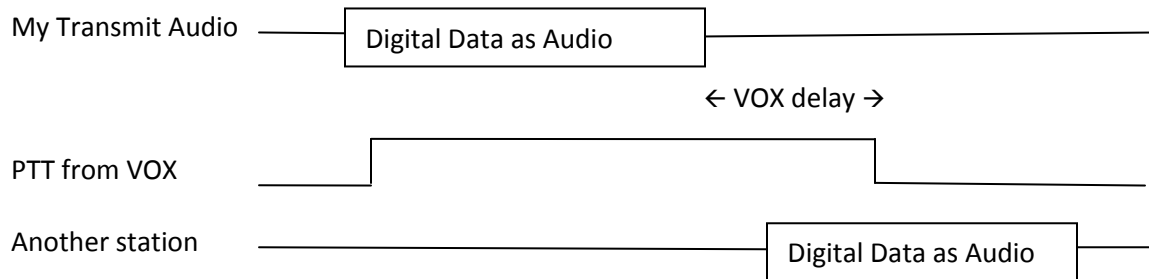 My Transmit Audio
Digital Data as Audio
← VOX delay →
PTT from VOX
Another station
Digital Data as Audio